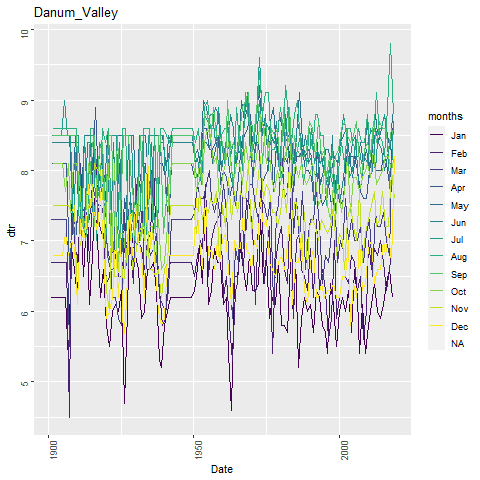 Danum_Valley
dtr
10
9
8
7
6
5
1900
1950
2000
Date
months
Jan
Feb
Mar
Apr
May
Jun
Jul
Aug
Sep
Oct
Nov
Dec
NA